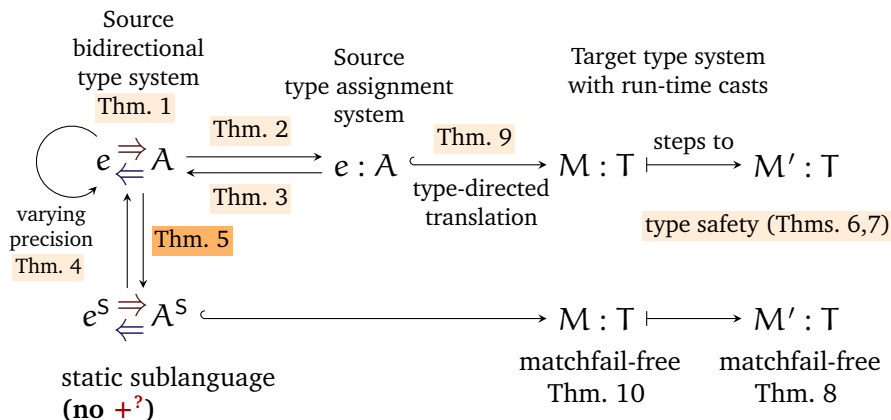 Source
bidirectional
type system
Thm. 1
Source
type assignment
system
Target type system
with run-time casts
e ⇒ ⇐ A
Thm. 2
Thm. 3
e : A
Thm. 9
type-directed
translation
M : T
steps to
M′ : T
varying
precision
Thm. 4
Thm. 5
type safety (Thms. 6,7)
eˢ ⇒ ⇐ Aˢ
M : T
M′ : T
matchfail-free
Thm. 10
matchfail-free
Thm. 8
static sublanguage
(no +?)